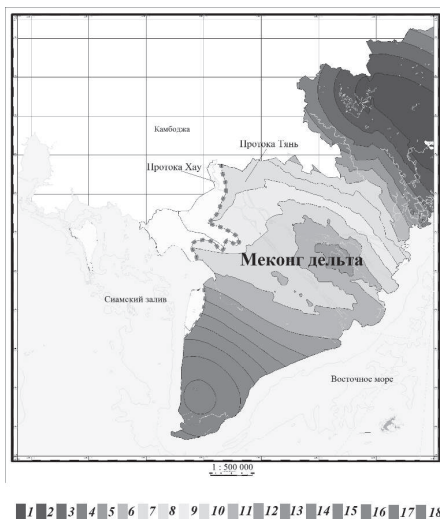 Камбоджа
Протока Тянь
Протока Хау
Меконг дельта
Сиамский залив
Восточное море
1 : 500 000
1 2 3 4 5 6 7 8 9 10 11 12 13 14 15 16 17 18